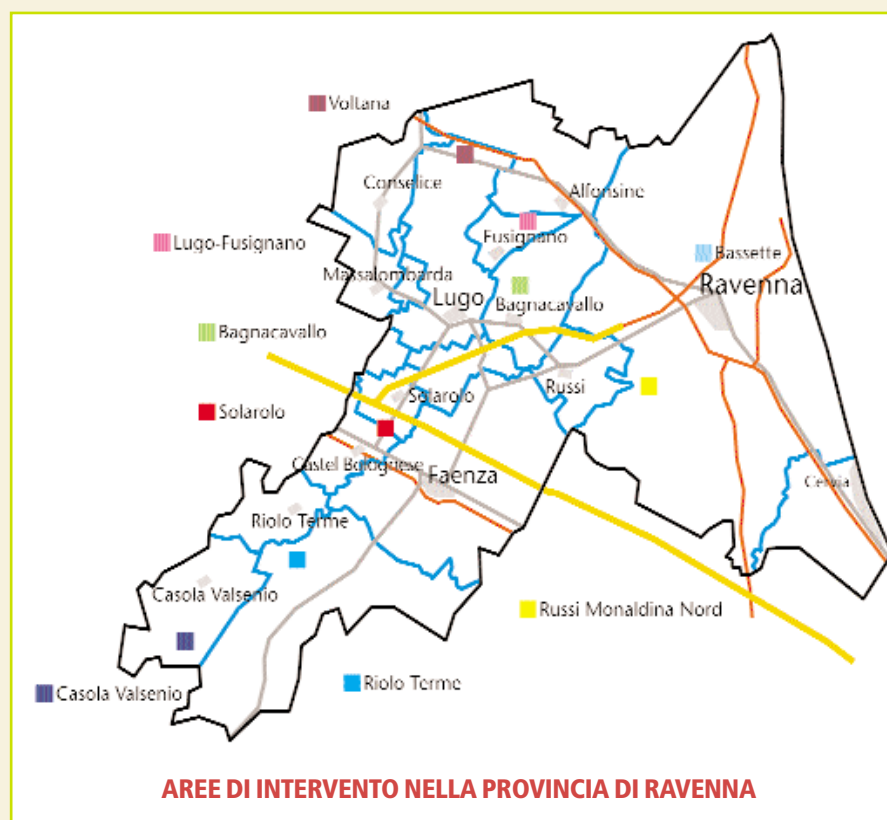 Voltana
Conselice
Alfonsine
Lugo-Fusignano
Fusignano
Bassette
Massalombarda
Ravenna
Lugo
Bagnacavallo
Bagnacavallo
Solarolo
Russi
Solarolo
Castel Bolognese
Faenza
Cervia
Riolo Terme
Casola Valsenio
Russi Monaldina Nord
Riolo Terme
Casola Valsenio
AREE DI INTERVENTO NELLA PROVINCIA DI RAVENNA